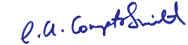 C. A. Compton Smith